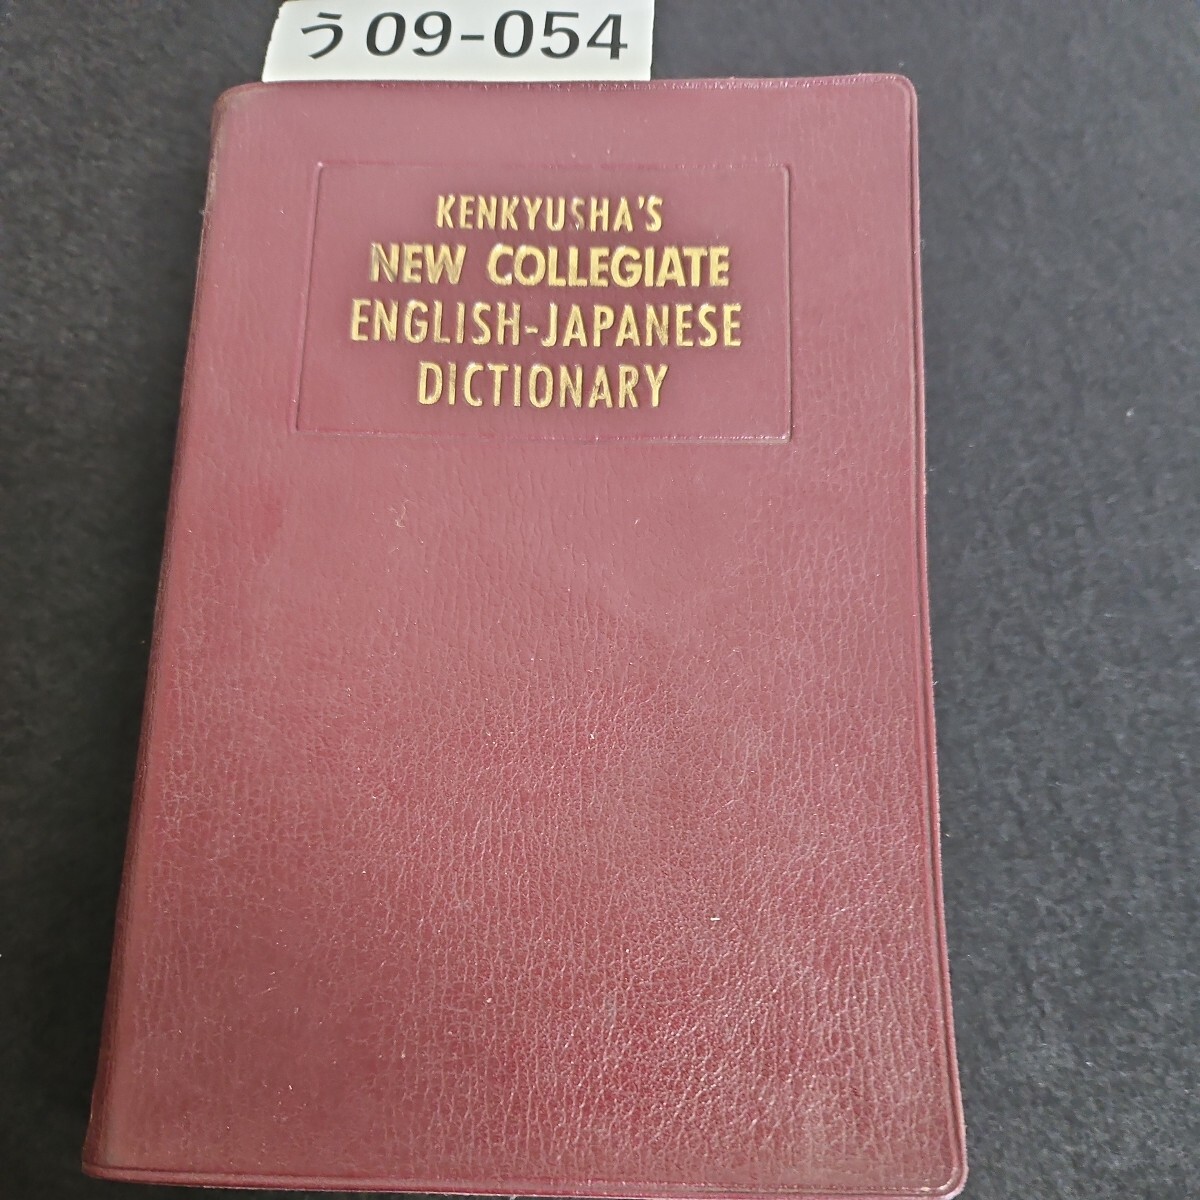 う09-054
KENKYUSHA'S
NEW COLLEGIATE
ENGLISH-JAPANESE
DICTIONARY